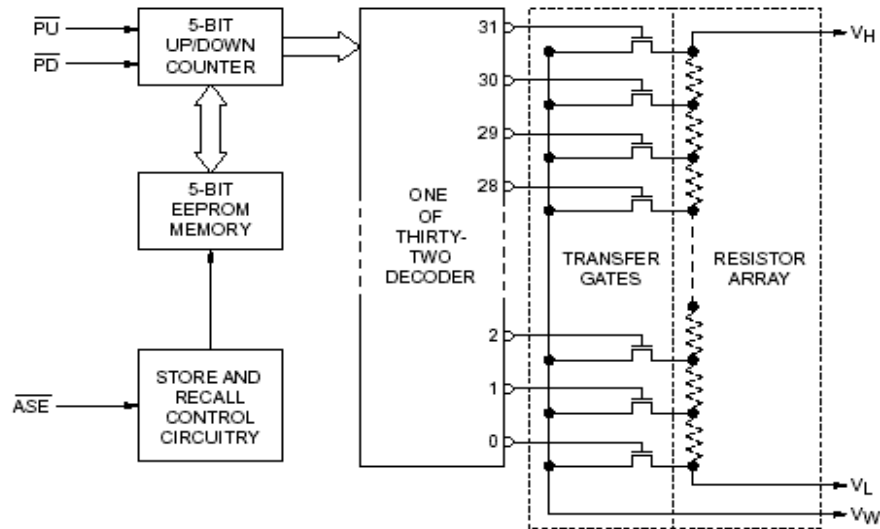 PU
PD
5-BIT
UP/DOWN
COUNTER
5-BIT
EEPROM
MEMORY
ASE
STORE AND
RECALL
CONTROL
CIRCUITRY
ONE
OF
THIRTY-
TWO
DECODER
31
30
29
28
2
1
0
TRANSFER
GATES
RESISTOR
ARRAY
VH
VL
VW